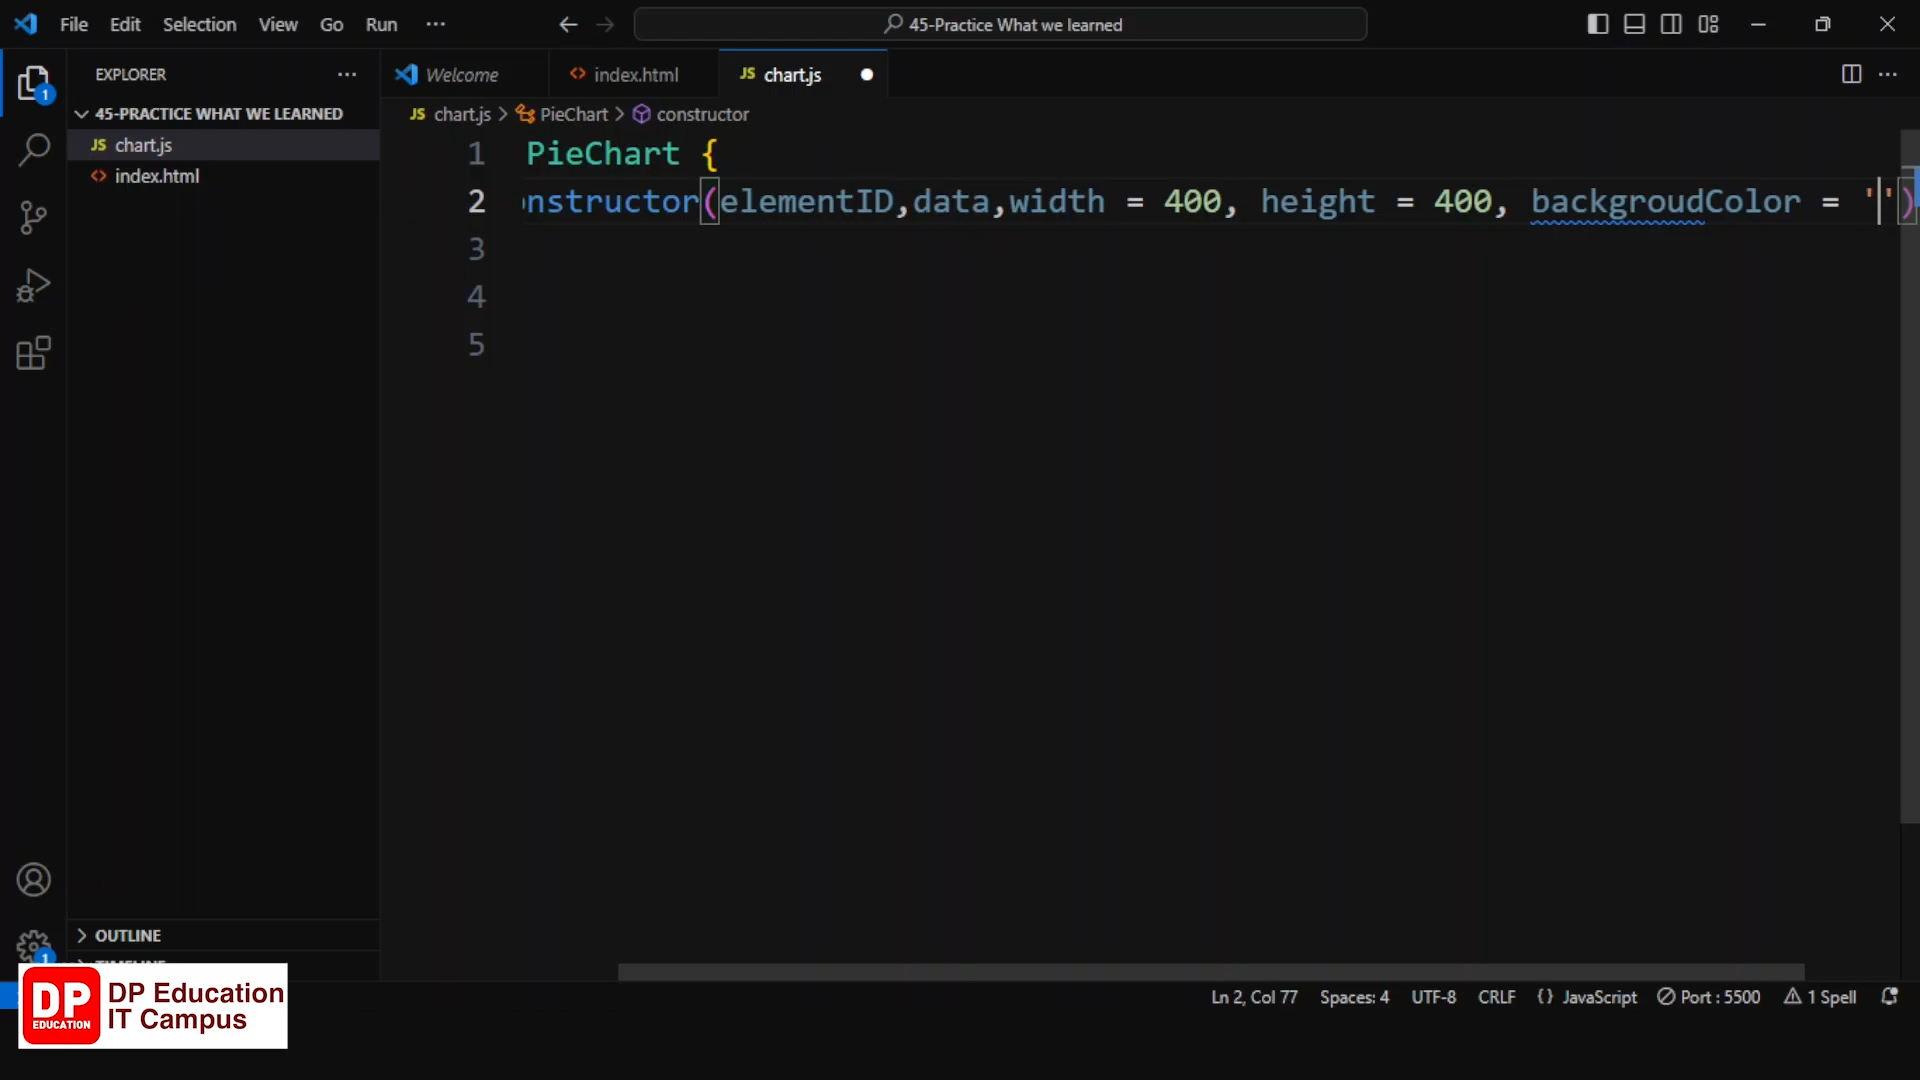 File Edit Selection View Go Run ···
45-Practice What we learned
EXPLORER ···
Welcome
index.html
JS chart.js
1
45-PRACTICE WHAT WE LEARNED
JS chart.js > PieChart > constructor
JS chart.js
index.html
1 PieChart {
2 nstructor(elementID,data,width = 400, height = 400, backgroudColor = '')
3
4
5
OUTLINE
1
DP EDUCATION
DP Education
IT Campus
Ln 2, Col 77 Spaces: 4 UTF-8 CRLF {} JavaScript Port : 5500 1 Spell